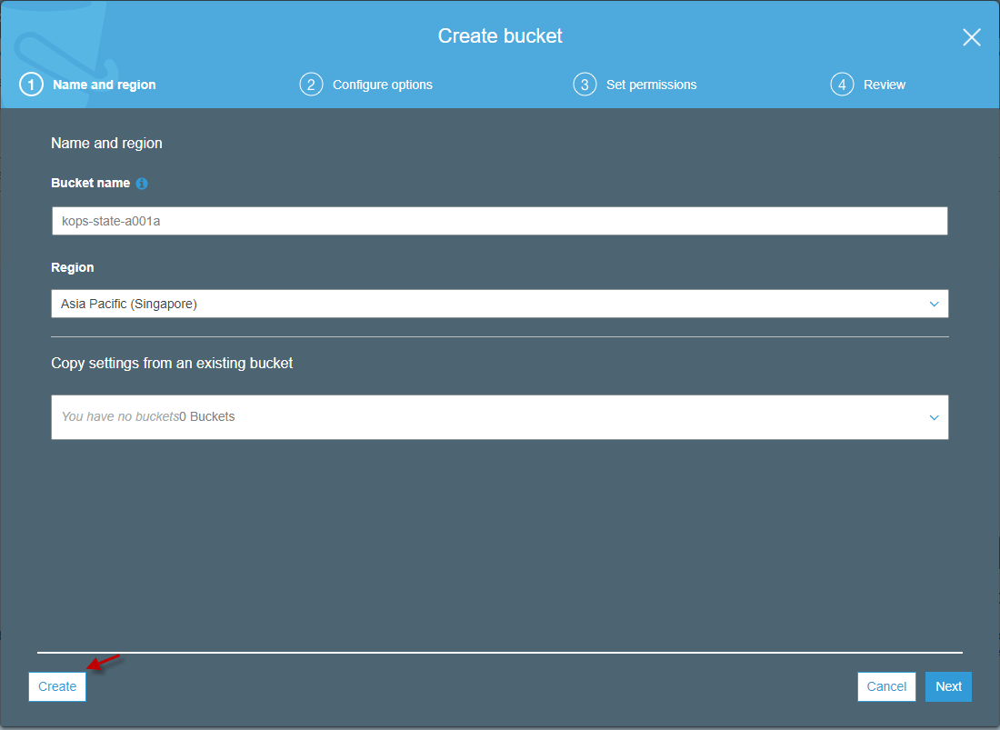 Create bucket
1 Name and region 2 Configure options 3 Set permissions 4 Review
Name and region
Bucket name i
kops-state-a001a
Region
Asia Pacific (Singapore)
Copy settings from an existing bucket
You have no buckets0 Buckets
Create Cancel Next